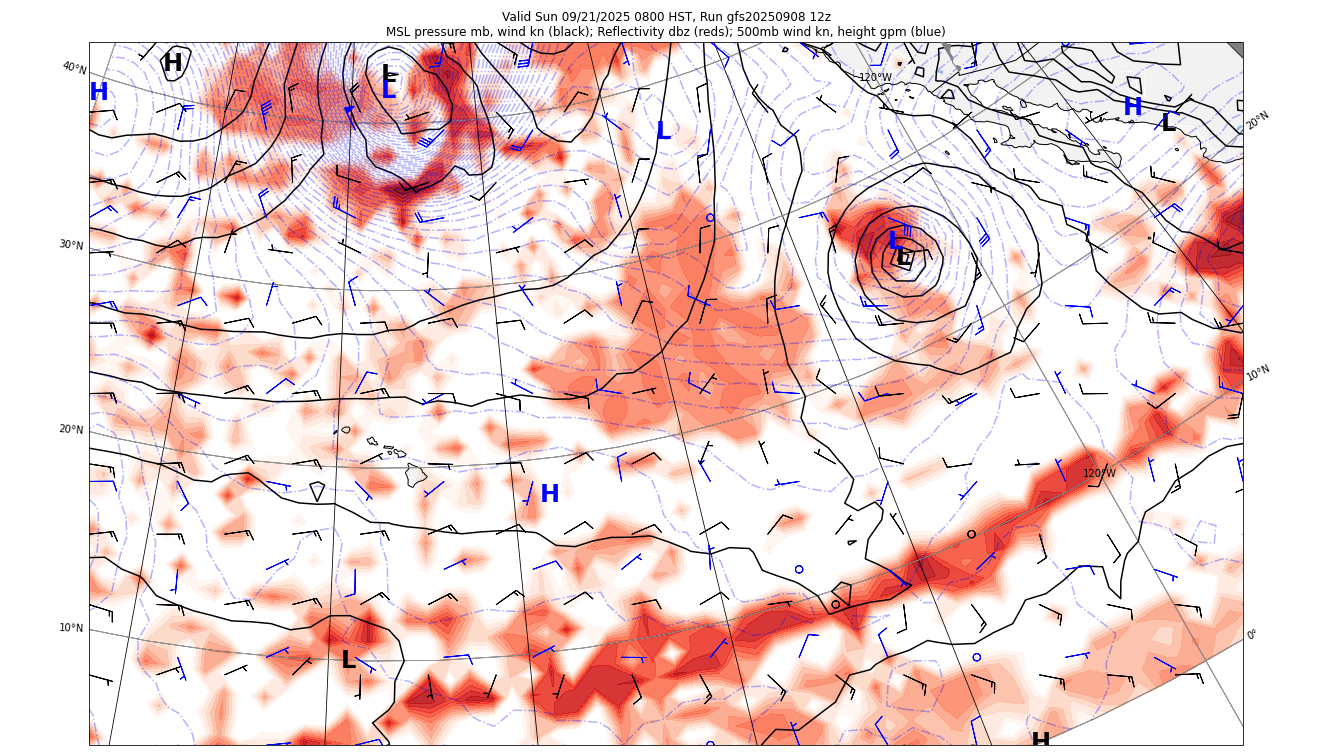 Valid Sun 09/21/2025 0800 HST, Run gfs20250908 12z
MSL pressure mb, wind kn (black); Reflectivity dbz (reds); 500mb wind kn, height gpm (blue)
H
L
40°N
120°W
H
L
H
L
20°N
L
30°N
L
L
10°N
20°N
120°W
H
10°N
0°
L
H